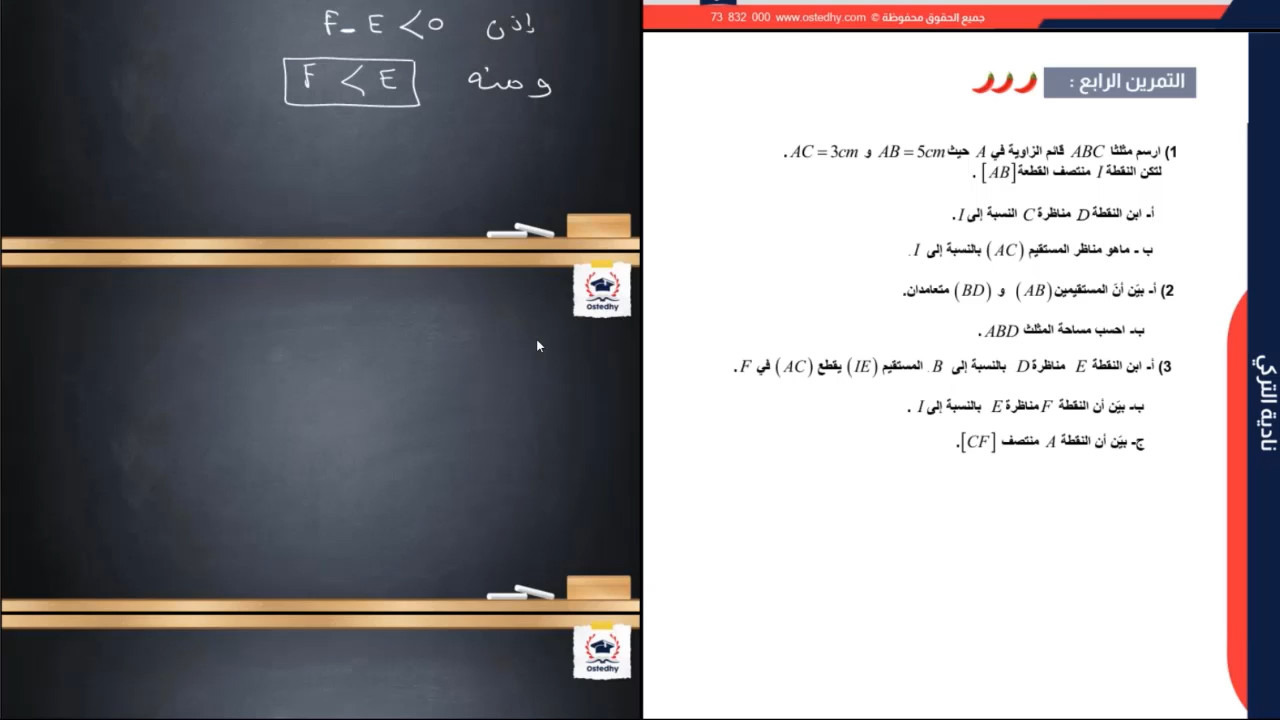 إذن F - E < 0
ومنه F < E
Ostedhy
Ostedhy
جميع الحقوق محفوظة © www.ostedhy.com 73 832 000
التمرين الرابع :
1) ارسم مثلثا ABC قائم الزاوية في A حيث AB = 5cm و AC = 3cm .
لتكن النقطة I منتصف القطعة [AB] .
أ- ابن النقطة D مناظرة C النسبة إلى I .
ب - ماهو مناظر المستقيم (AC) بالنسبة إلى I .
2) أ- بيّن أنّ المستقيمين (AB) و (BD) متعامدان.
ب- احسب مساحة المثلث ABD .
3) أ- ابن النقطة E مناظرة D بالنسبة إلى B . المستقيم (IE) يقطع (AC) في F .
ب- بيّن أن النقطة F مناظرة E بالنسبة إلى I .
ج- بيّن أن النقطة A منتصف [CF].
نادية التركي